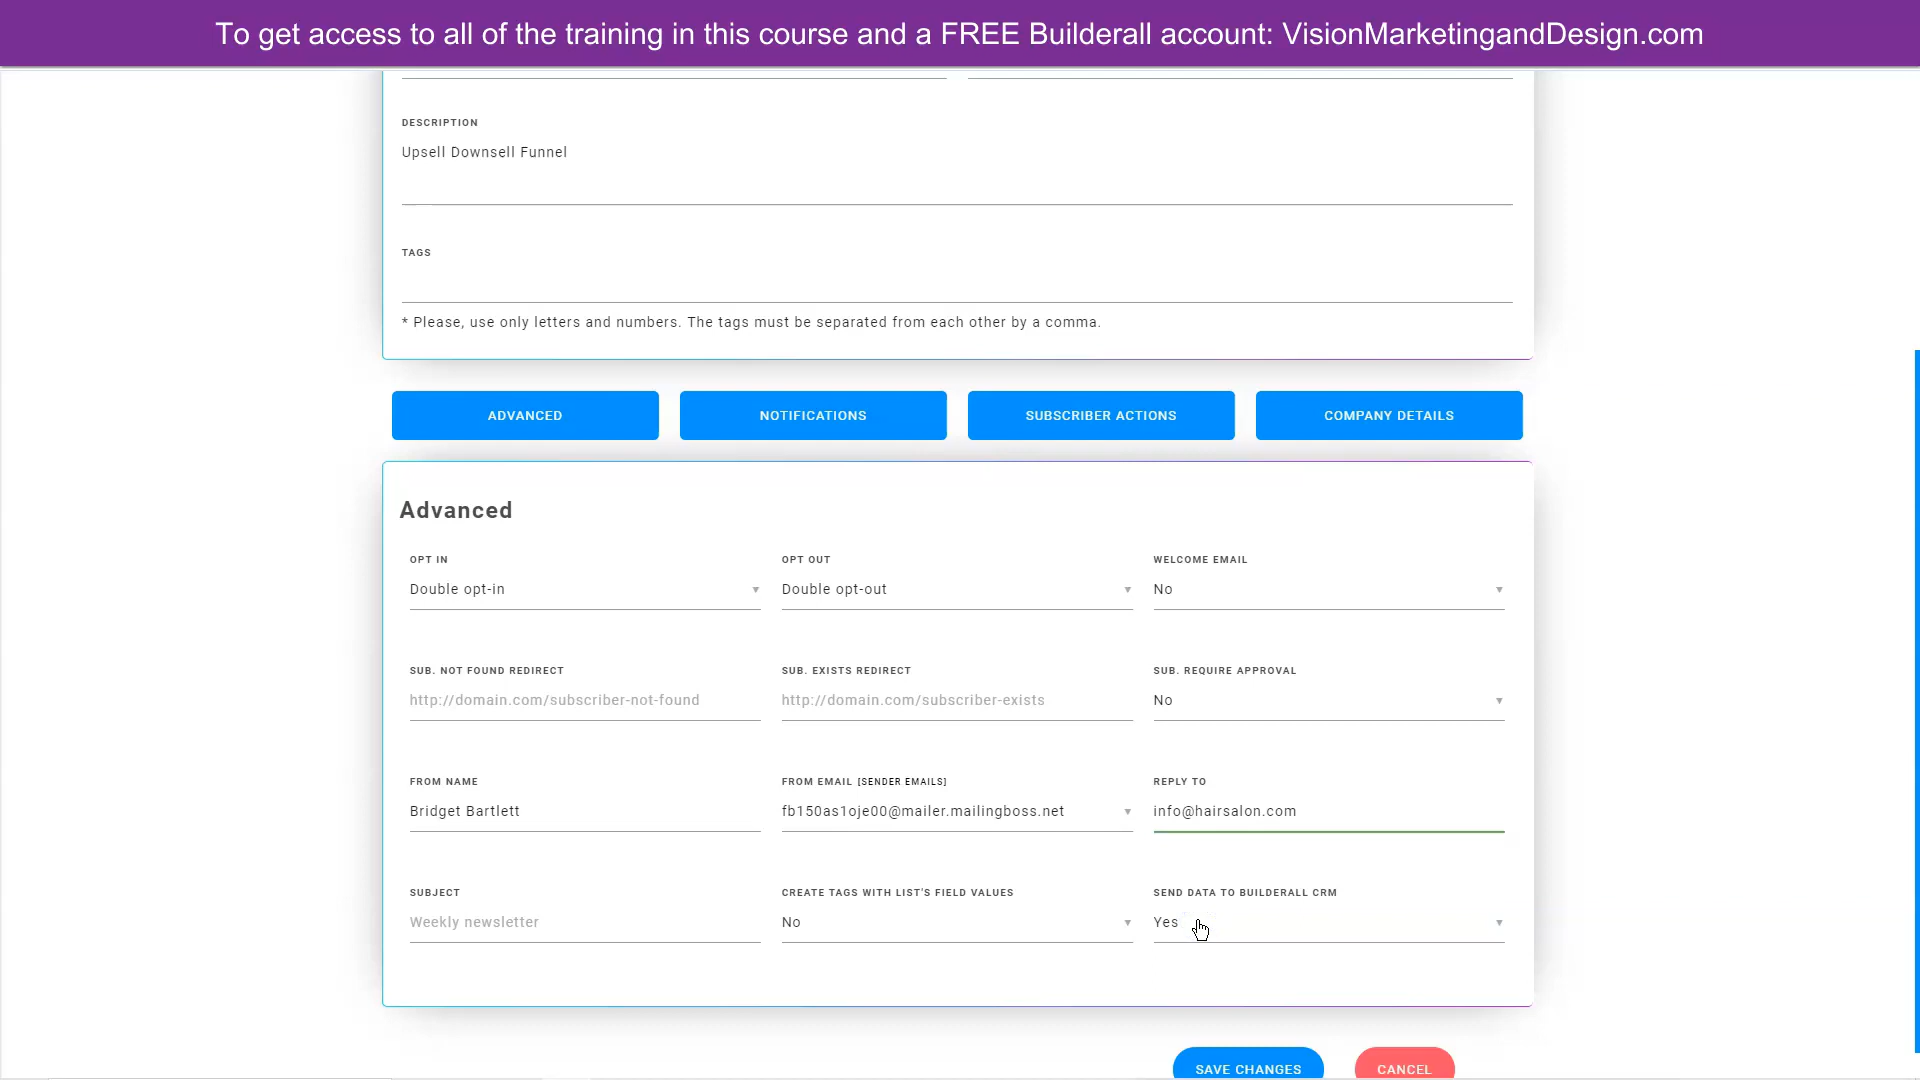 To get access to all of the training in this course and a FREE Builderall account: VisionMarketingandDesign.com
DESCRIPTION
Upsell Downsell Funnel
TAGS
* Please, use only letters and numbers. The tags must be separated from each other by a comma.
ADVANCED NOTIFICATIONS SUBSCRIBER ACTIONS COMPANY DETAILS
Advanced
OPT IN OPT OUT WELCOME EMAIL
Double opt-in Double opt-out No
SUB. NOT FOUND REDIRECT SUB. EXISTS REDIRECT SUB. REQUIRE APPROVAL
http://domain.com/subscriber-not-found http://domain.com/subscriber-exists No
FROM NAME FROM EMAIL [SENDER EMAILS] REPLY TO
Bridget Bartlett fb150as1oje00@mailer.mailingboss.net info@hairsalon.com
SUBJECT CREATE TAGS WITH LIST'S FIELD VALUES SEND DATA TO BUILDERALL CRM
Weekly newsletter No Yes
SAVE CHANGES CANCEL